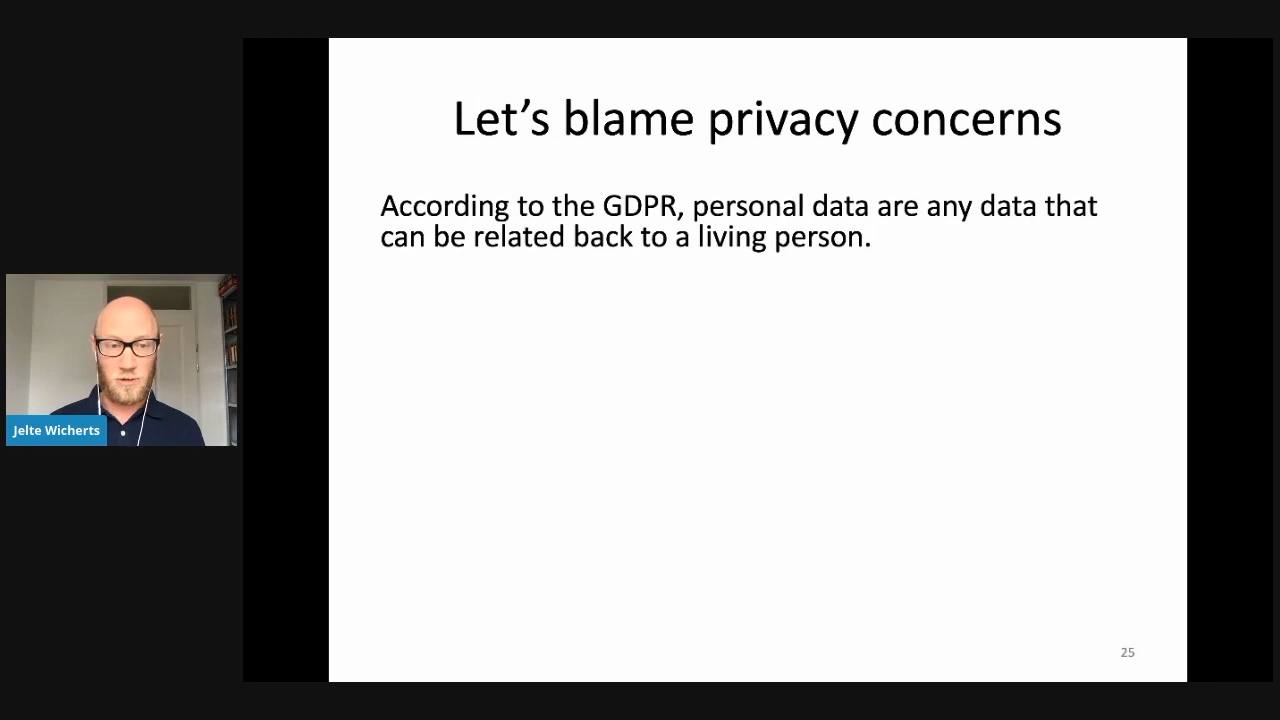 Let’s blame privacy concerns
According to the GDPR, personal data are any data that
can be related back to a living person.
Jelte Wicherts
25